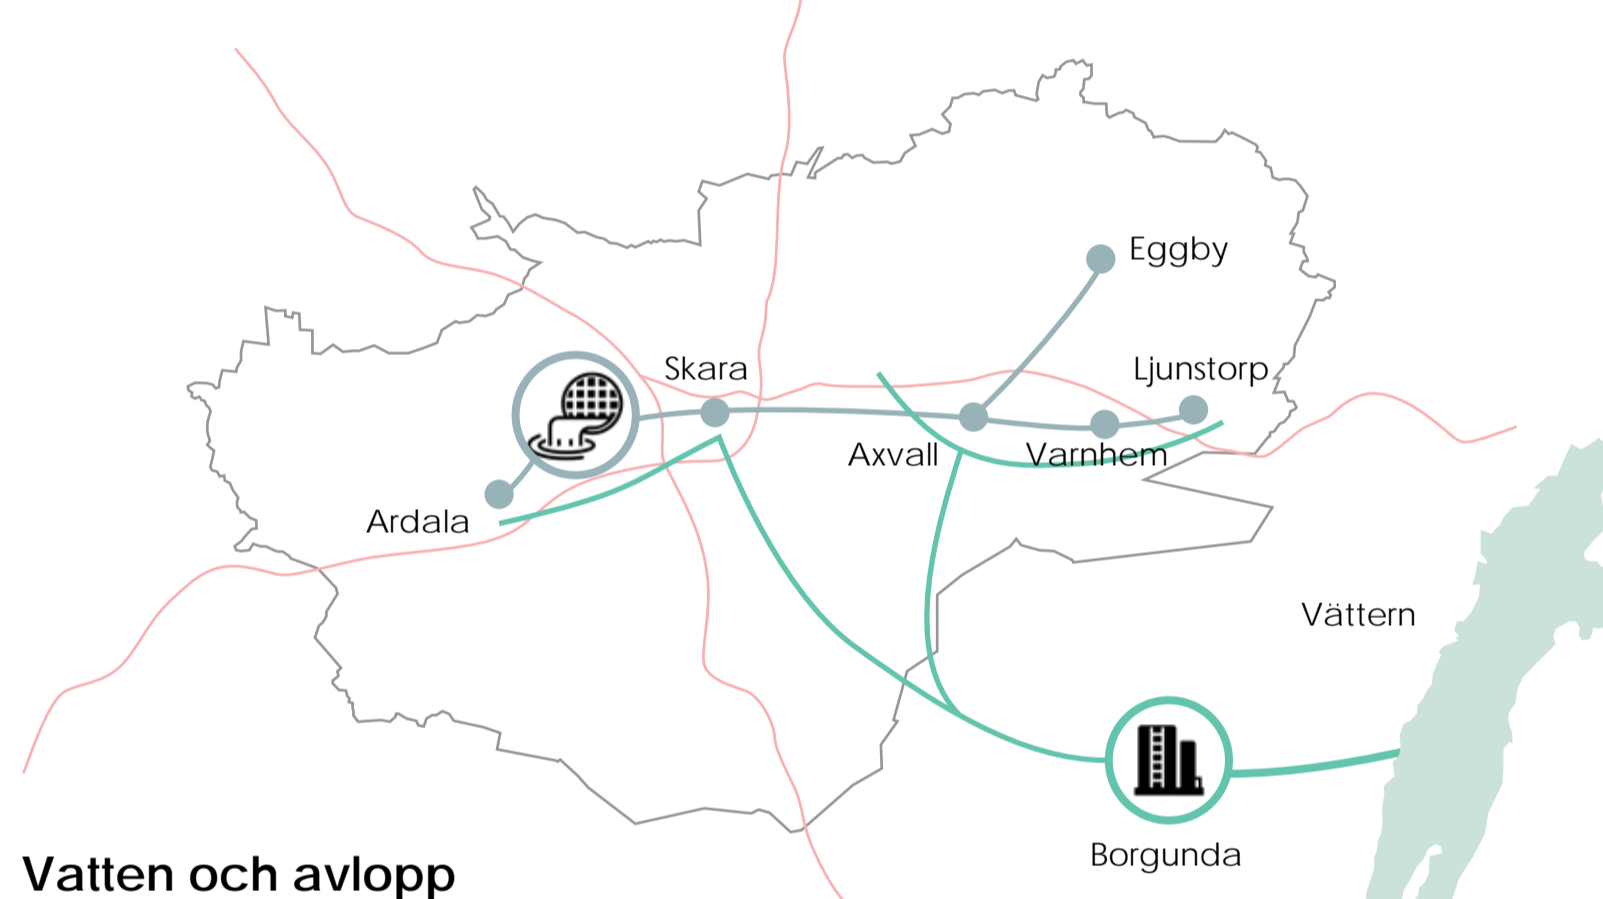 Eggby
Skara
Ljunstorp
Axvall
Varnhem
Ardala
Vättern
Borgunda
Vatten och avlopp